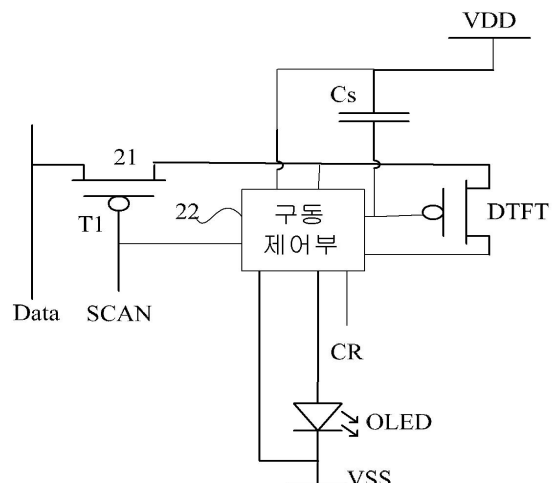 VDD
Cs
21
T1
22
구동
제어부
DTFT
Data
SCAN
CR
OLED
VSS